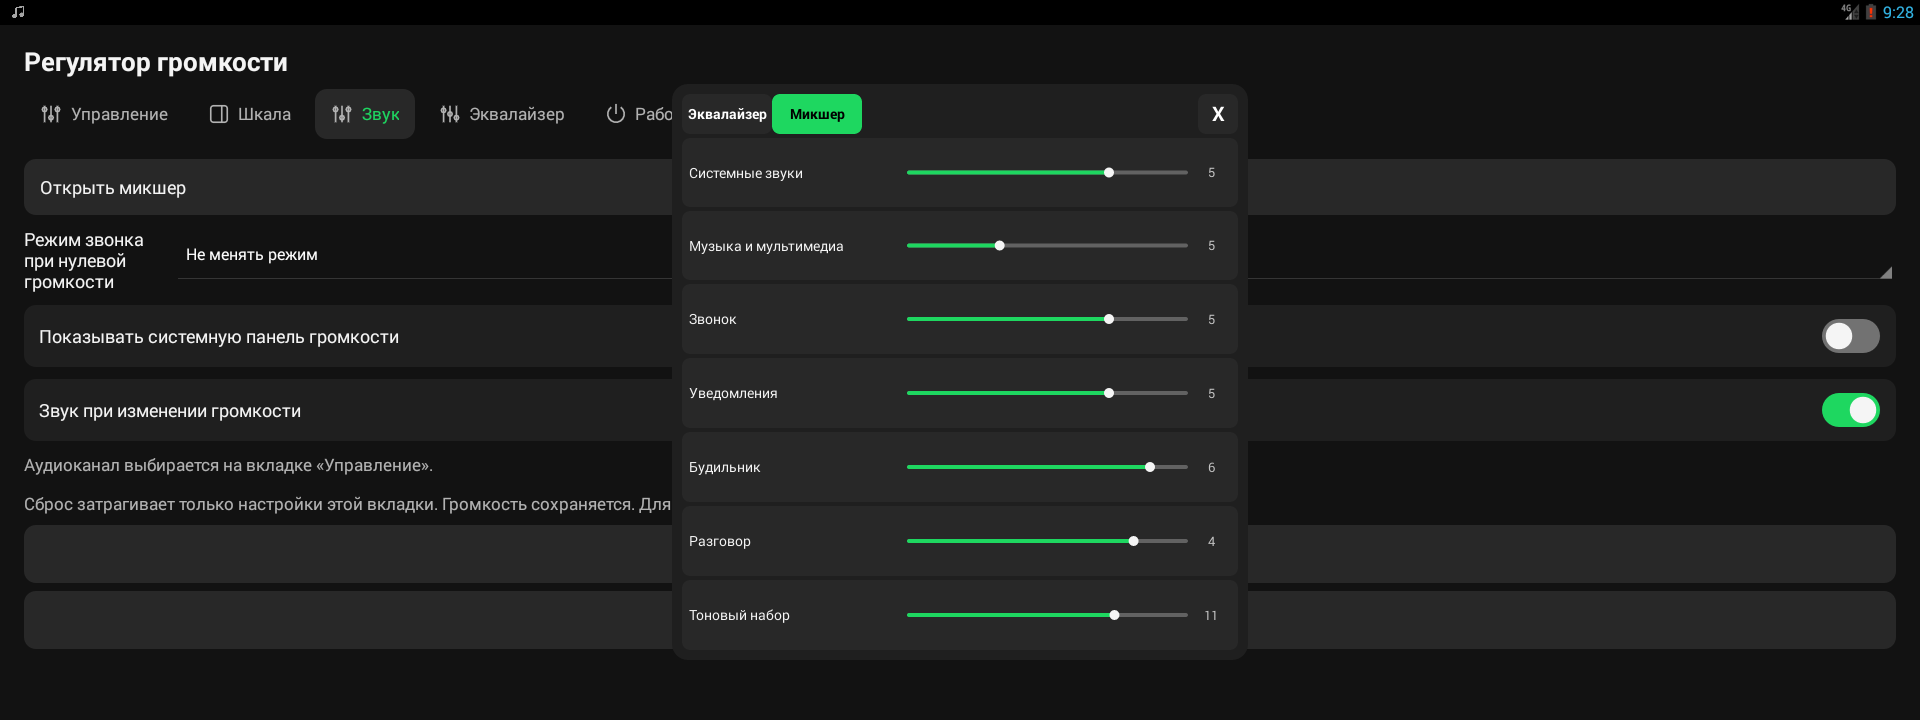 4G 9:28
Регулятор громкости
Управление Шкала Звук Эквалайзер
Эквалайзер Микшер X
Открыть микшер
Режим звонка
при нулевой
громкости
Не менять режим
Показывать системную панель громкости
Звук при изменении громкости
Аудиоканал выбирается на вкладке «Управление».
Сброс затрагивает только настройки этой вкладки. Громкость сохраняется. Для
Системные звуки 5
Музыка и мультимедиа 5
Звонок 5
Уведомления 5
Будильник 6
Разговор 4
Тоновый набор 11